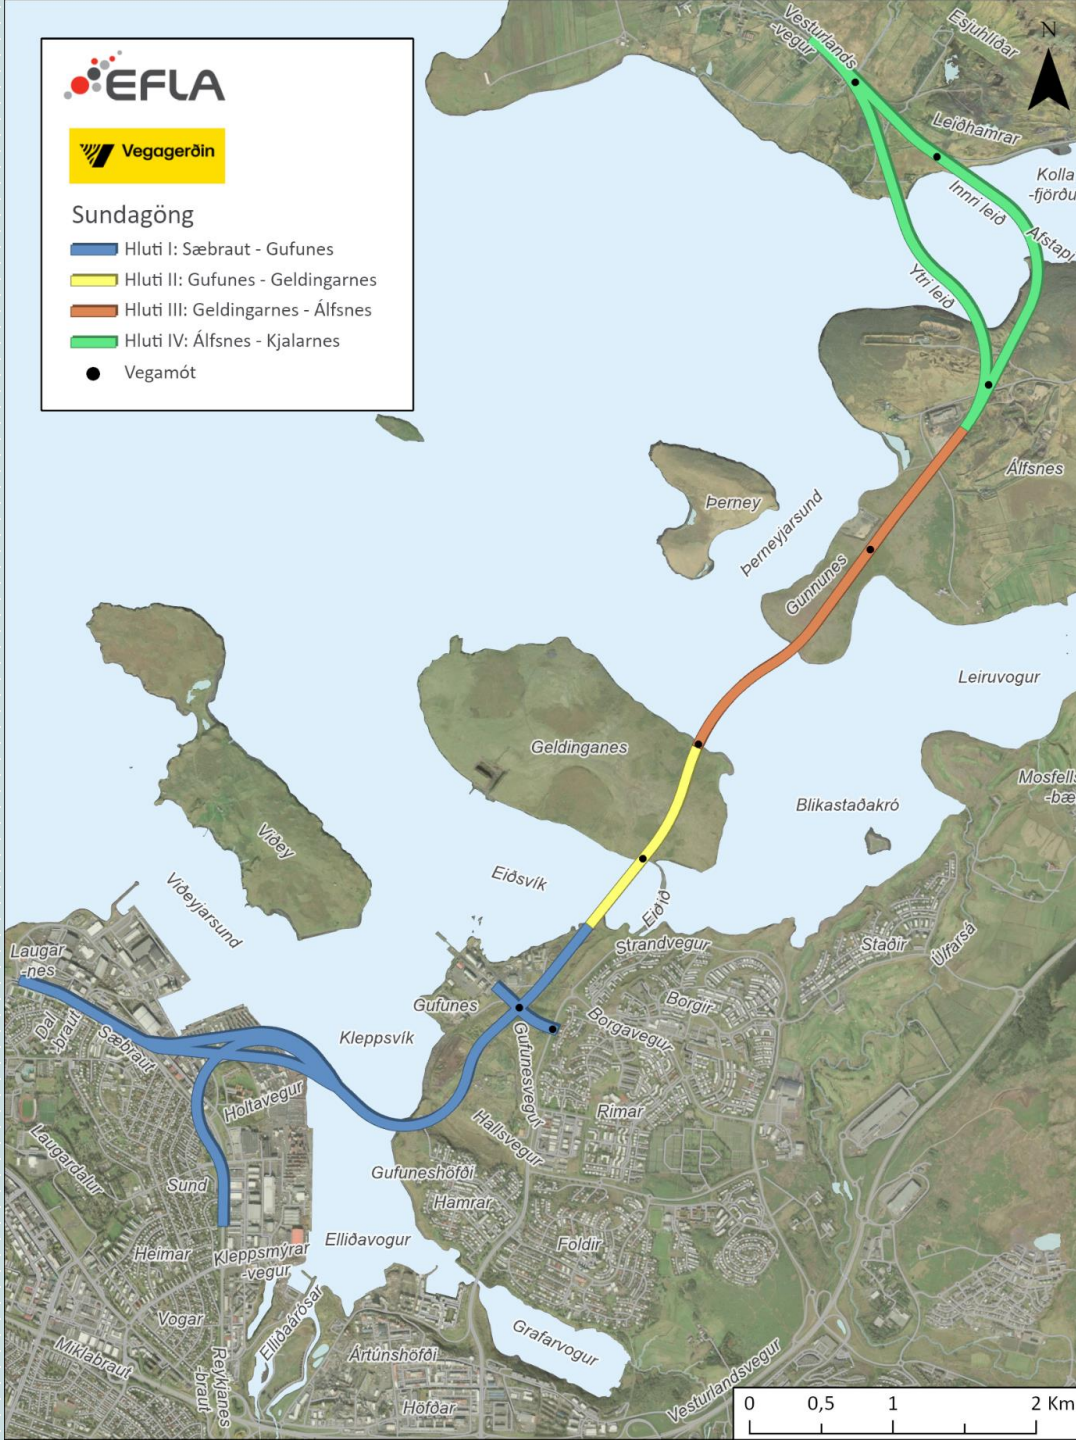 EFLA
Vegagerðin
Sundagöng
Hluti I: Sæbraut - Gufunes
Hluti II: Gufunes - Geldingarnes
Hluti III: Geldingarnes - Álfsnes
Hluti IV: Álfsnes - Kjalarnes
Vegamót
Vesturlands
-vegur
Esjuhlíðar
N
Leiðhamrar
Kolla
-fjörðu
Innri leið
Afstapi
Ytri leið
Álfsnes
Þerney
Þerneyjarsund
Gunnunes
Leiruvogur
Geldinganes
Mosfells
-bæ
Blikastaðakró
Viðey
Eiðsvík
Viðeyjarsund
Eiðið
Strandvegur
Staðir
Úlfarsá
Laugar
-nes
Gufunes
Borgir
Dal
-braut
Sæbraut
Kleppsvík
Gufunesvegur
Borgavegur
Holtavegur
Rimar
Hallsvegur
Laugardalur
Sund
Gufuneshöfði
Hamrar
Elliðavogur
Foldir
Heimar
Kleppsmýrar
-vegur
Vogar
Elliðaárósar
Grafarvogur
Miklabraut
Reykjanes
-braut
Ártúnshöfði
Vesturlandsvegur
Höfðar
0 0,5 1 2 Km